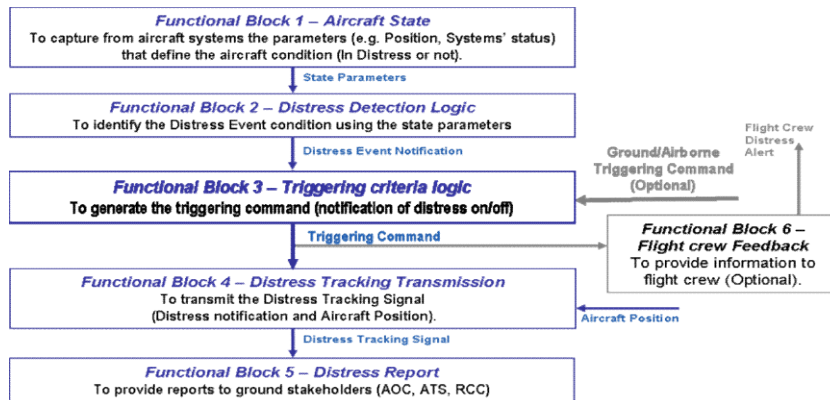 Functional Block 1 – Aircraft State
To capture from aircraft systems the parameters (e.g. Position, Systems' status)
that define the aircraft condition (In Distress or not).
State Parameters
Functional Block 2 – Distress Detection Logic
To identify the Distress Event condition using the state parameters
Distress Event Notification
Ground/Airborne
Triggering Command
(Optional)
Flight Crew
Distress
Alert
Functional Block 3 – Triggering criteria logic
To generate the triggering command (notification of distress on/off)
Triggering Command
Functional Block 6 –
Flight crew Feedback
To provide information to
flight crew (Optional).
Functional Block 4 – Distress Tracking Transmission
To transmit the Distress Tracking Signal
(Distress notification and Aircraft Position).
Aircraft Position
Distress Tracking Signal
Functional Block 5 – Distress Report
To provide reports to ground stakeholders (AOC, ATS, RCC)